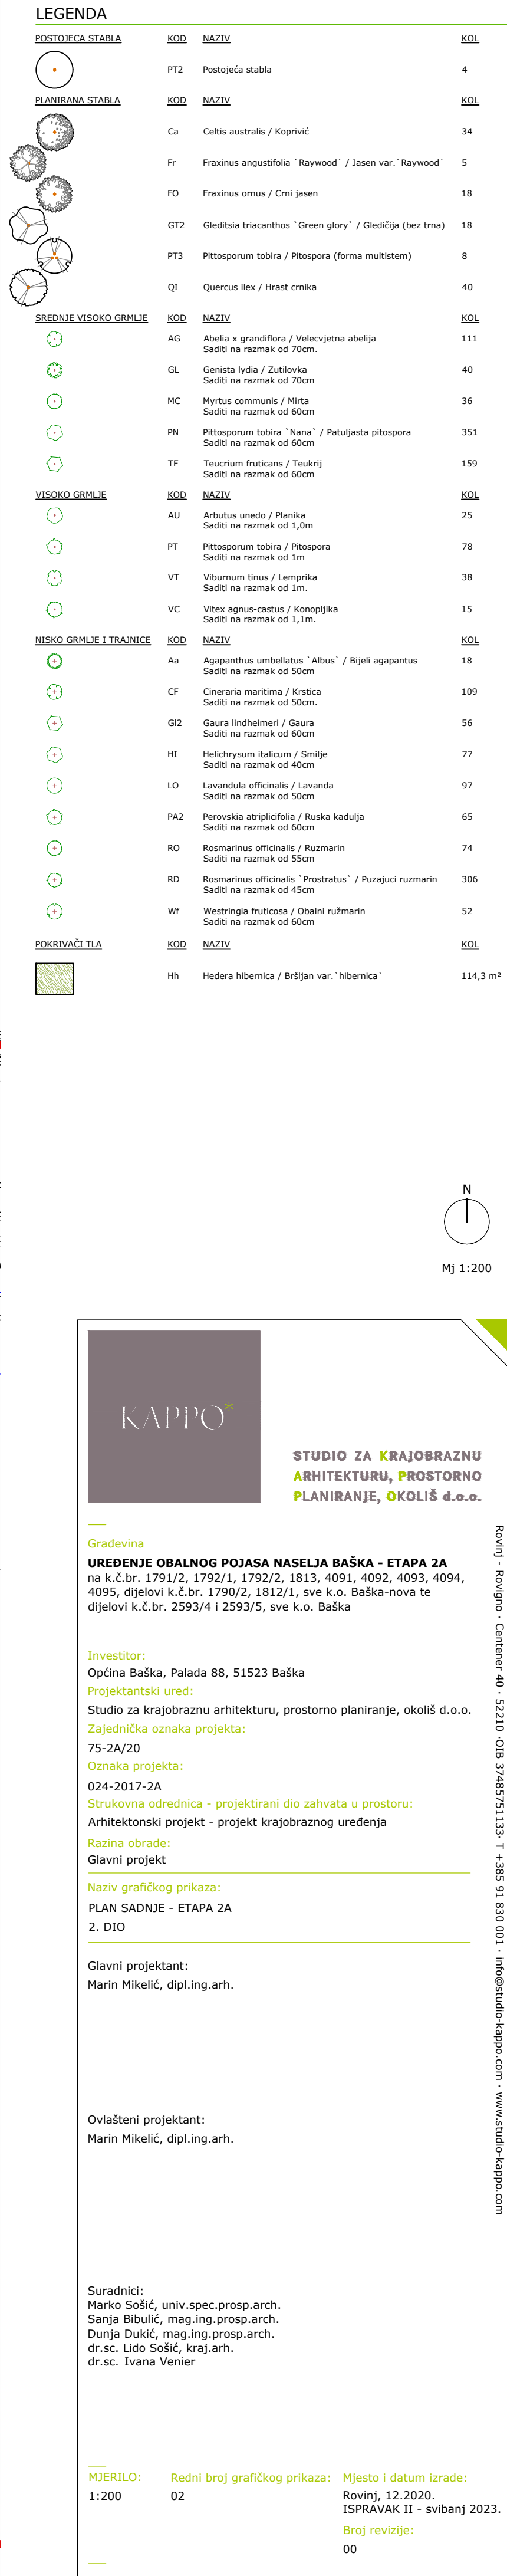 LEGENDA
POSTOJECA STABLA KOD NAZIV KOL
PT2 Postojeća stabla 4
PLANIRANA STABLA KOD NAZIV KOL
Ca Celtis australis / Koprivić 34
Fr Fraxinus angustifolia `Raywood` / Jasen var.`Raywood` 5
FO Fraxinus ornus / Crni jasen 18
GT2 Gleditsia triacanthos `Green glory` / Gledičija (bez trna) 18
PT3 Pittosporum tobira / Pitospora (forma multistem) 8
QI Quercus ilex / Hrast crnika 40
SREDNJE VISOKO GRMLJE KOD NAZIV KOL
AG Abelia x grandiflora / Velecvjetna abelija 111
Saditi na razmak od 70cm.
GL Genista lydia / Zutilovka 40
Saditi na razmak od 70cm
MC Myrtus communis / Mirta 36
Saditi na razmak od 60cm
PN Pittosporum tobira `Nana` / Patuljasta pitospora 351
Saditi na razmak od 60cm
TF Teucrium fruticans / Teukrij 159
Saditi na razmak od 60cm
VISOKO GRMLJE KOD NAZIV KOL
AU Arbutus unedo / Planika 25
Saditi na razmak od 1,0m
PT Pittosporum tobira / Pitospora 78
Saditi na razmak od 1m
VT Viburnum tinus / Lemprika 38
Saditi na razmak od 1m.
VC Vitex agnus-castus / Konopljika 15
Saditi na razmak od 1,1m.
NISKO GRMLJE I TRAJNICE KOD NAZIV KOL
Aa Agapanthus umbellatus `Albus` / Bijeli agapantus 18
Saditi na razmak od 50cm
CF Cineraria maritima / Krstica 109
Saditi na razmak od 50cm.
Gl2 Gaura lindheimeri / Gaura 56
Saditi na razmak od 60cm
HI Helichrysum italicum / Smilje 77
Saditi na razmak od 40cm
LO Lavandula officinalis / Lavanda 97
Saditi na razmak od 50cm
PA2 Perovskia atriplicifolia / Ruska kadulja 65
Saditi na razmak od 60cm
RO Rosmarinus officinalis / Ruzmarin 74
Saditi na razmak od 55cm
RD Rosmarinus officinalis `Prostratus` / Puzajuci ruzmarin 306
Saditi na razmak od 45cm
Wf Westringia fruticosa / Obalni ružmarin 52
Saditi na razmak od 60cm
POKRIVAČI TLA KOD NAZIV KOL
Hh Hedera hibernica / Bršljan var.`hibernica` 114,3 m²
N
Mj 1:200
KAPPO*
STUDIO ZA KRAJOBRAZNU
ARHITEKTURU, PROSTORNO
PLANIRANJE, OKOLIŠ d.o.o.
Građevina
UREĐENJE OBALNOG POJASA NASELJA BAŠKA - ETAPA 2A
na k.č.br. 1791/2, 1792/1, 1792/2, 1813, 4091, 4092, 4093, 4094,
4095, dijelovi k.č.br. 1790/2, 1812/1, sve k.o. Baška-nova te
dijelovi k.č.br. 2593/4 i 2593/5, sve k.o. Baška
Investitor:
Općina Baška, Palada 88, 51523 Baška
Projektantski ured:
Studio za krajobraznu arhitekturu, prostorno planiranje, okoliš d.o.o.
Zajednička oznaka projekta:
75-2A/20
Oznaka projekta:
024-2017-2A
Strukovna odrednica - projektirani dio zahvata u prostoru:
Arhitektonski projekt - projekt krajobraznog uređenja
Razina obrade:
Glavni projekt
Naziv grafičkog prikaza:
PLAN SADNJE - ETAPA 2A
2. DIO
Glavni projektant:
Marin Mikelić, dipl.ing.arh.
Ovlašteni projektant:
Marin Mikelić, dipl.ing.arh.
Suradnici:
Marko Sošić, univ.spec.prosp.arch.
Sanja Bibulić, mag.ing.prosp.arch.
Dunja Dukić, mag.ing.prosp.arch.
dr.sc. Lido Sošić, kraj.arh.
dr.sc. Ivana Venier
MJERILO: Redni broj grafičkog prikaza: Mjesto i datum izrade:
1:200 02 Rovinj, 12.2020.
ISPRAVAK II - svibanj 2023.
Broj revizije:
00
Rovinj - Rovigno · Centener 40 · 52210 ·OIB 37485751133· T +385 91 830 001 · info@studio-kappo.com · www.studio-kappo.com